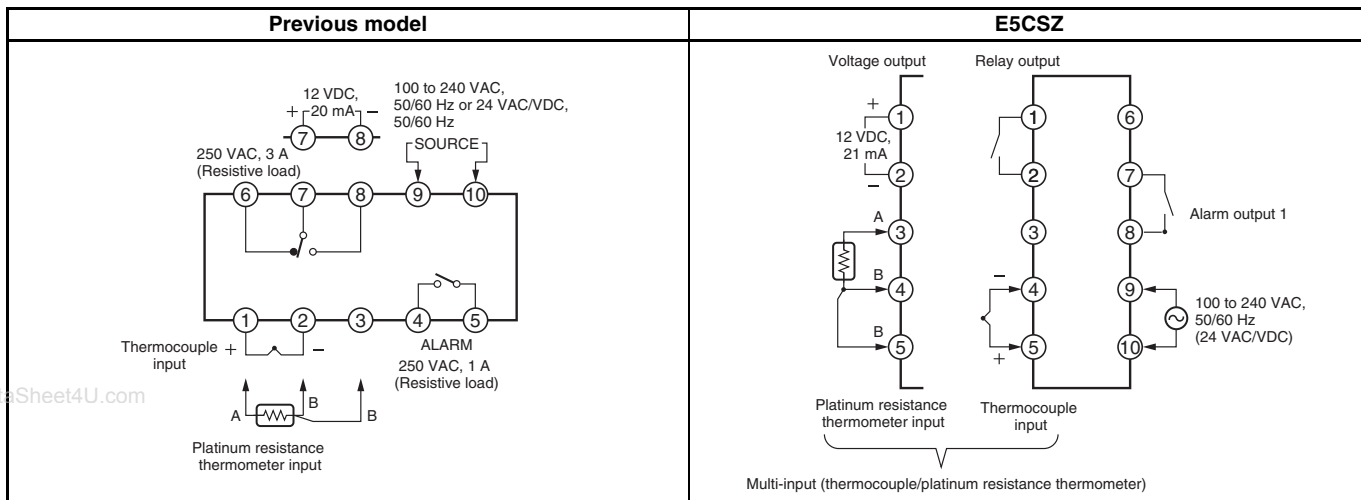 Previous model
E5CSZ
12 VDC,
+ 20 mA −
7 8
100 to 240 VAC,
50/60 Hz or 24 VAC/VDC,
50/60 Hz
SOURCE
250 VAC, 3 A
(Resistive load)
6 7 8 9 10
1 2 3 4 5
Thermocouple
input
+ −
ALARM
250 VAC, 1 A
(Resistive load)
A B B
Platinum resistance
thermometer input
taSheet4U.com
Voltage output
+
1
12 VDC,
21 mA
2
−
A
3
B
4
B
5
Platinum resistance
thermometer input
Relay output
1
2
3
−
4
5
+
Thermocouple
input
6
7
Alarm output 1
8
9
100 to 240 VAC,
50/60 Hz
(24 VAC/VDC)
10
Multi-input (thermocouple/platinum resistance thermometer)